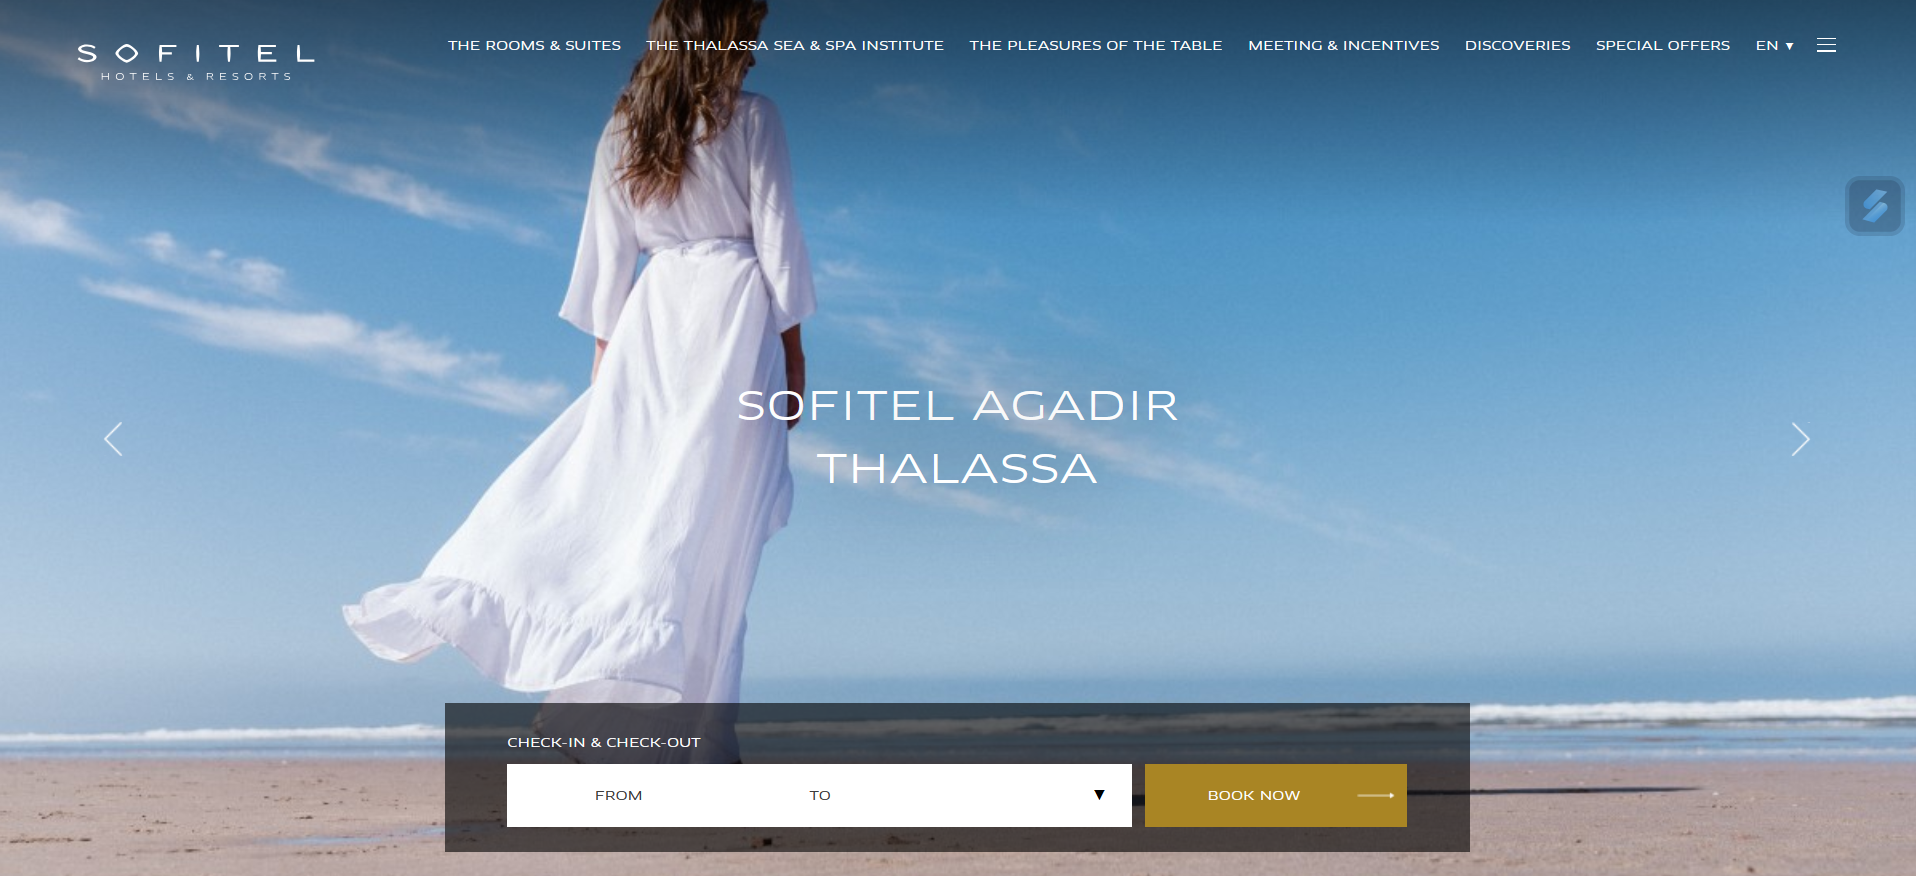 SOFITEL
HOTELS & RESORTS
THE ROOMS & SUITES THE THALASSA SEA & SPA INSTITUTE THE PLEASURES OF THE TABLE MEETING & INCENTIVES DISCOVERIES SPECIAL OFFERS EN ▼
SOFITEL AGADIR
THALASSA
CHECK-IN & CHECK-OUT
FROM TO ▼ BOOK NOW